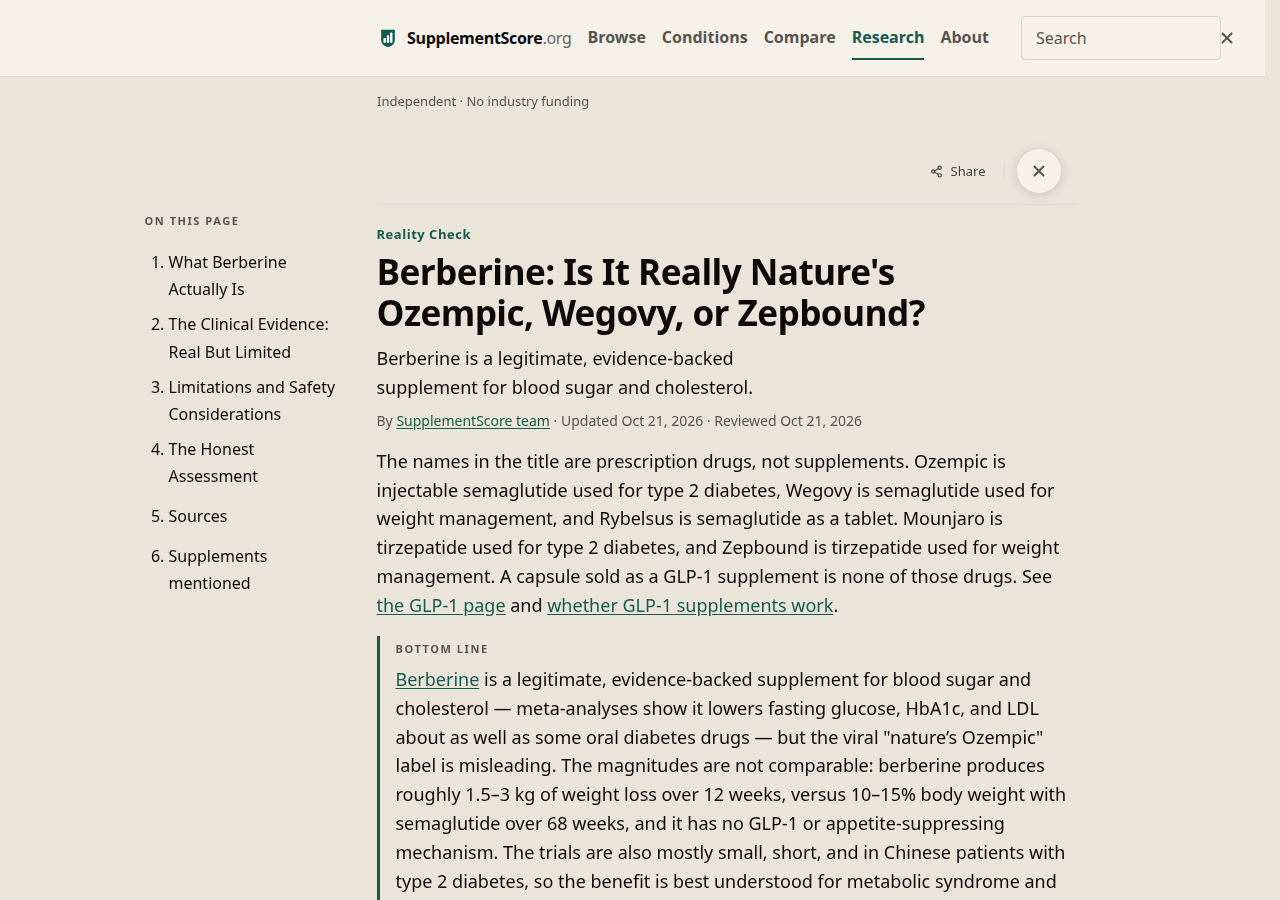 SupplementScore.org Browse Conditions Compare Research About Search ✕
Independent · No industry funding
Share ✕
ON THIS PAGE
1. What Berberine
Actually Is
2. The Clinical Evidence:
Real But Limited
3. Limitations and Safety
Considerations
4. The Honest
Assessment
5. Sources
6. Supplements
mentioned
Reality Check
Berberine: Is It Really Nature's
Ozempic, Wegovy, or Zepbound?
Berberine is a legitimate, evidence-backed
supplement for blood sugar and cholesterol.
By SupplementScore team · Updated Oct 21, 2026 · Reviewed Oct 21, 2026
The names in the title are prescription drugs, not supplements. Ozempic is
injectable semaglutide used for type 2 diabetes, Wegovy is semaglutide used for
weight management, and Rybelsus is semaglutide as a tablet. Mounjaro is
tirzepatide used for type 2 diabetes, and Zepbound is tirzepatide used for weight
management. A capsule sold as a GLP-1 supplement is none of those drugs. See
the GLP-1 page and whether GLP-1 supplements work.
BOTTOM LINE
Berberine is a legitimate, evidence-backed supplement for blood sugar and
cholesterol — meta-analyses show it lowers fasting glucose, HbA1c, and LDL
about as well as some oral diabetes drugs — but the viral "nature’s Ozempic"
label is misleading. The magnitudes are not comparable: berberine produces
roughly 1.5–3 kg of weight loss over 12 weeks, versus 10–15% body weight with
semaglutide over 68 weeks, and it has no GLP-1 or appetite-suppressing
mechanism. The trials are also mostly small, short, and in Chinese patients with
type 2 diabetes, so the benefit is best understood for metabolic syndrome and